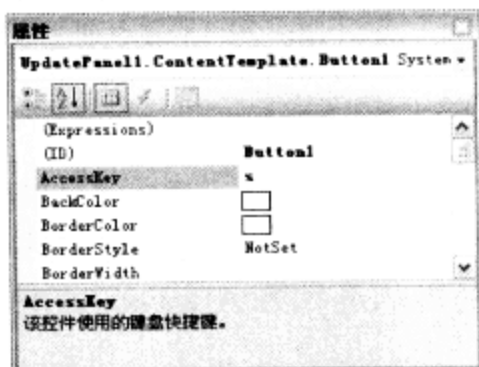 属性
UpdatePanel1.ContentTemplate.Button1 System
(Expressions)
(ID) Button1
AccessKey
BackColor
BorderColor
BorderStyle NotSet
BorderWidth
AccessKey
该控件使用的键盘快捷键。